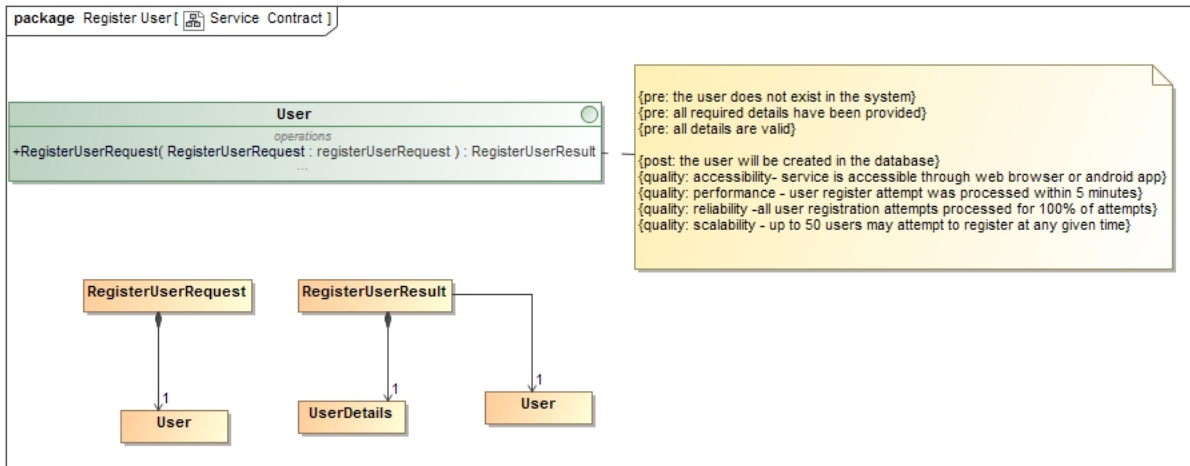 package Register User [ Service Contract ]
User
operations
+RegisterUserRequest( RegisterUserRequest : registerUserRequest ) : RegisterUserResult
...
{pre: the user does not exist in the system}
{pre: all required details have been provided}
{pre: all details are valid}
{post: the user will be created in the database}
{quality: accessibility- service is accessible through web browser or android app}
{quality: performance - user register attempt was processed within 5 minutes}
{quality: reliability -all user registration attempts processed for 100% of attempts}
{quality: scalability - up to 50 users may attempt to register at any given time}
RegisterUserRequest
RegisterUserResult
1
1
1
User
UserDetails
User